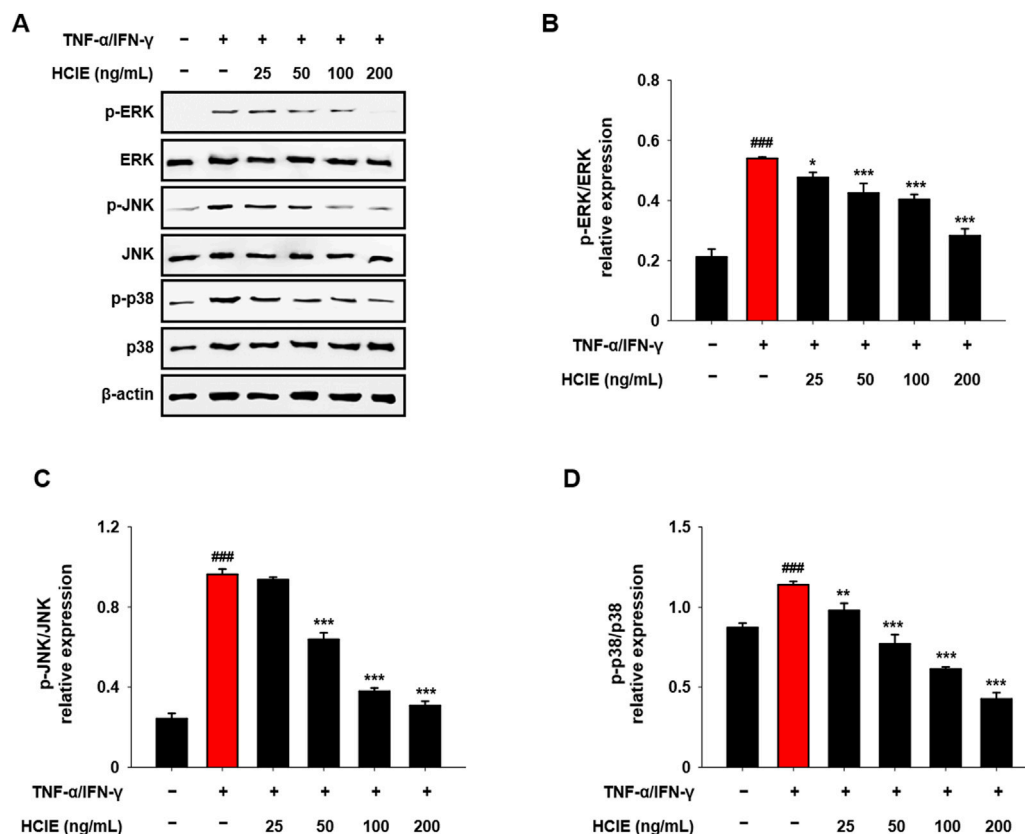 A
TNF-α/IFN-γ − + + + + +
HCIE (ng/mL) − − 25 50 100 200
p-ERK
ERK
p-JNK
JNK
p-p38
p38
β-actin
B
p-ERK/ERK
relative expression
0.8
0.6
0.4
0.2
0
###
*
***
***
***
TNF-α/IFN-γ − + + + + +
HCIE (ng/mL) − − 25 50 100 200
C
p-JNK/JNK
relative expression
1.2
0.8
0.4
0
###
***
***
***
TNF-α/IFN-γ − + + + + +
HCIE (ng/mL) − − 25 50 100 200
D
p-p38/p38
relative expression
1.5
1.0
0.5
0
###
**
***
***
***
TNF-α/IFN-γ − + + + + +
HCIE (ng/mL) − − 25 50 100 200